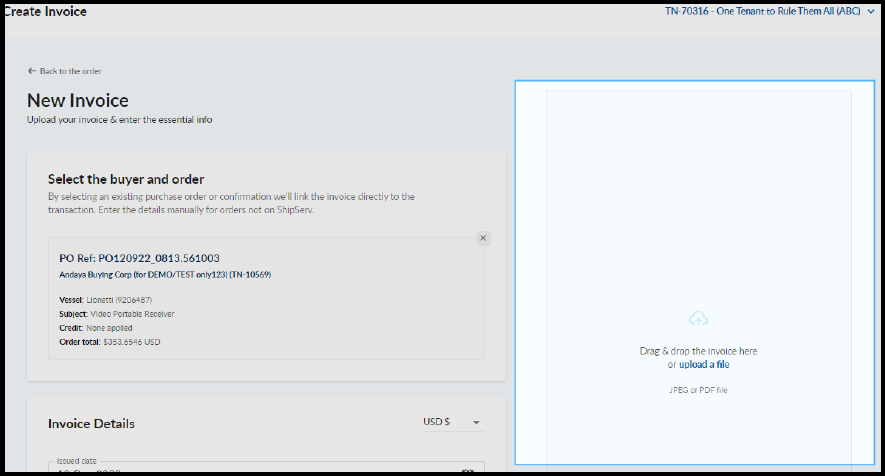 Create Invoice
TN-70316 - One Tenant to Rule Them All (ABC)
Back to the order
New Invoice
Upload your invoice & enter the essential info
Select the buyer and order
By selecting an existing purchase order or confirmation we'll link the invoice directly to the
transaction. Enter the details manually for orders not on ShipServ.
PO Ref: PO120922_0813.561003
Andaya Buying Corp (for DEMO/TEST only123) (TN-10569)
Vessel: Lionetti (9206487)
Subject: Video Portable Receiver
Credit: None applied
Order total: $353.6546 USD
Invoice Details
USD $
Issued date
Drag & drop the invoice here
or upload a file
JPEG or PDF file